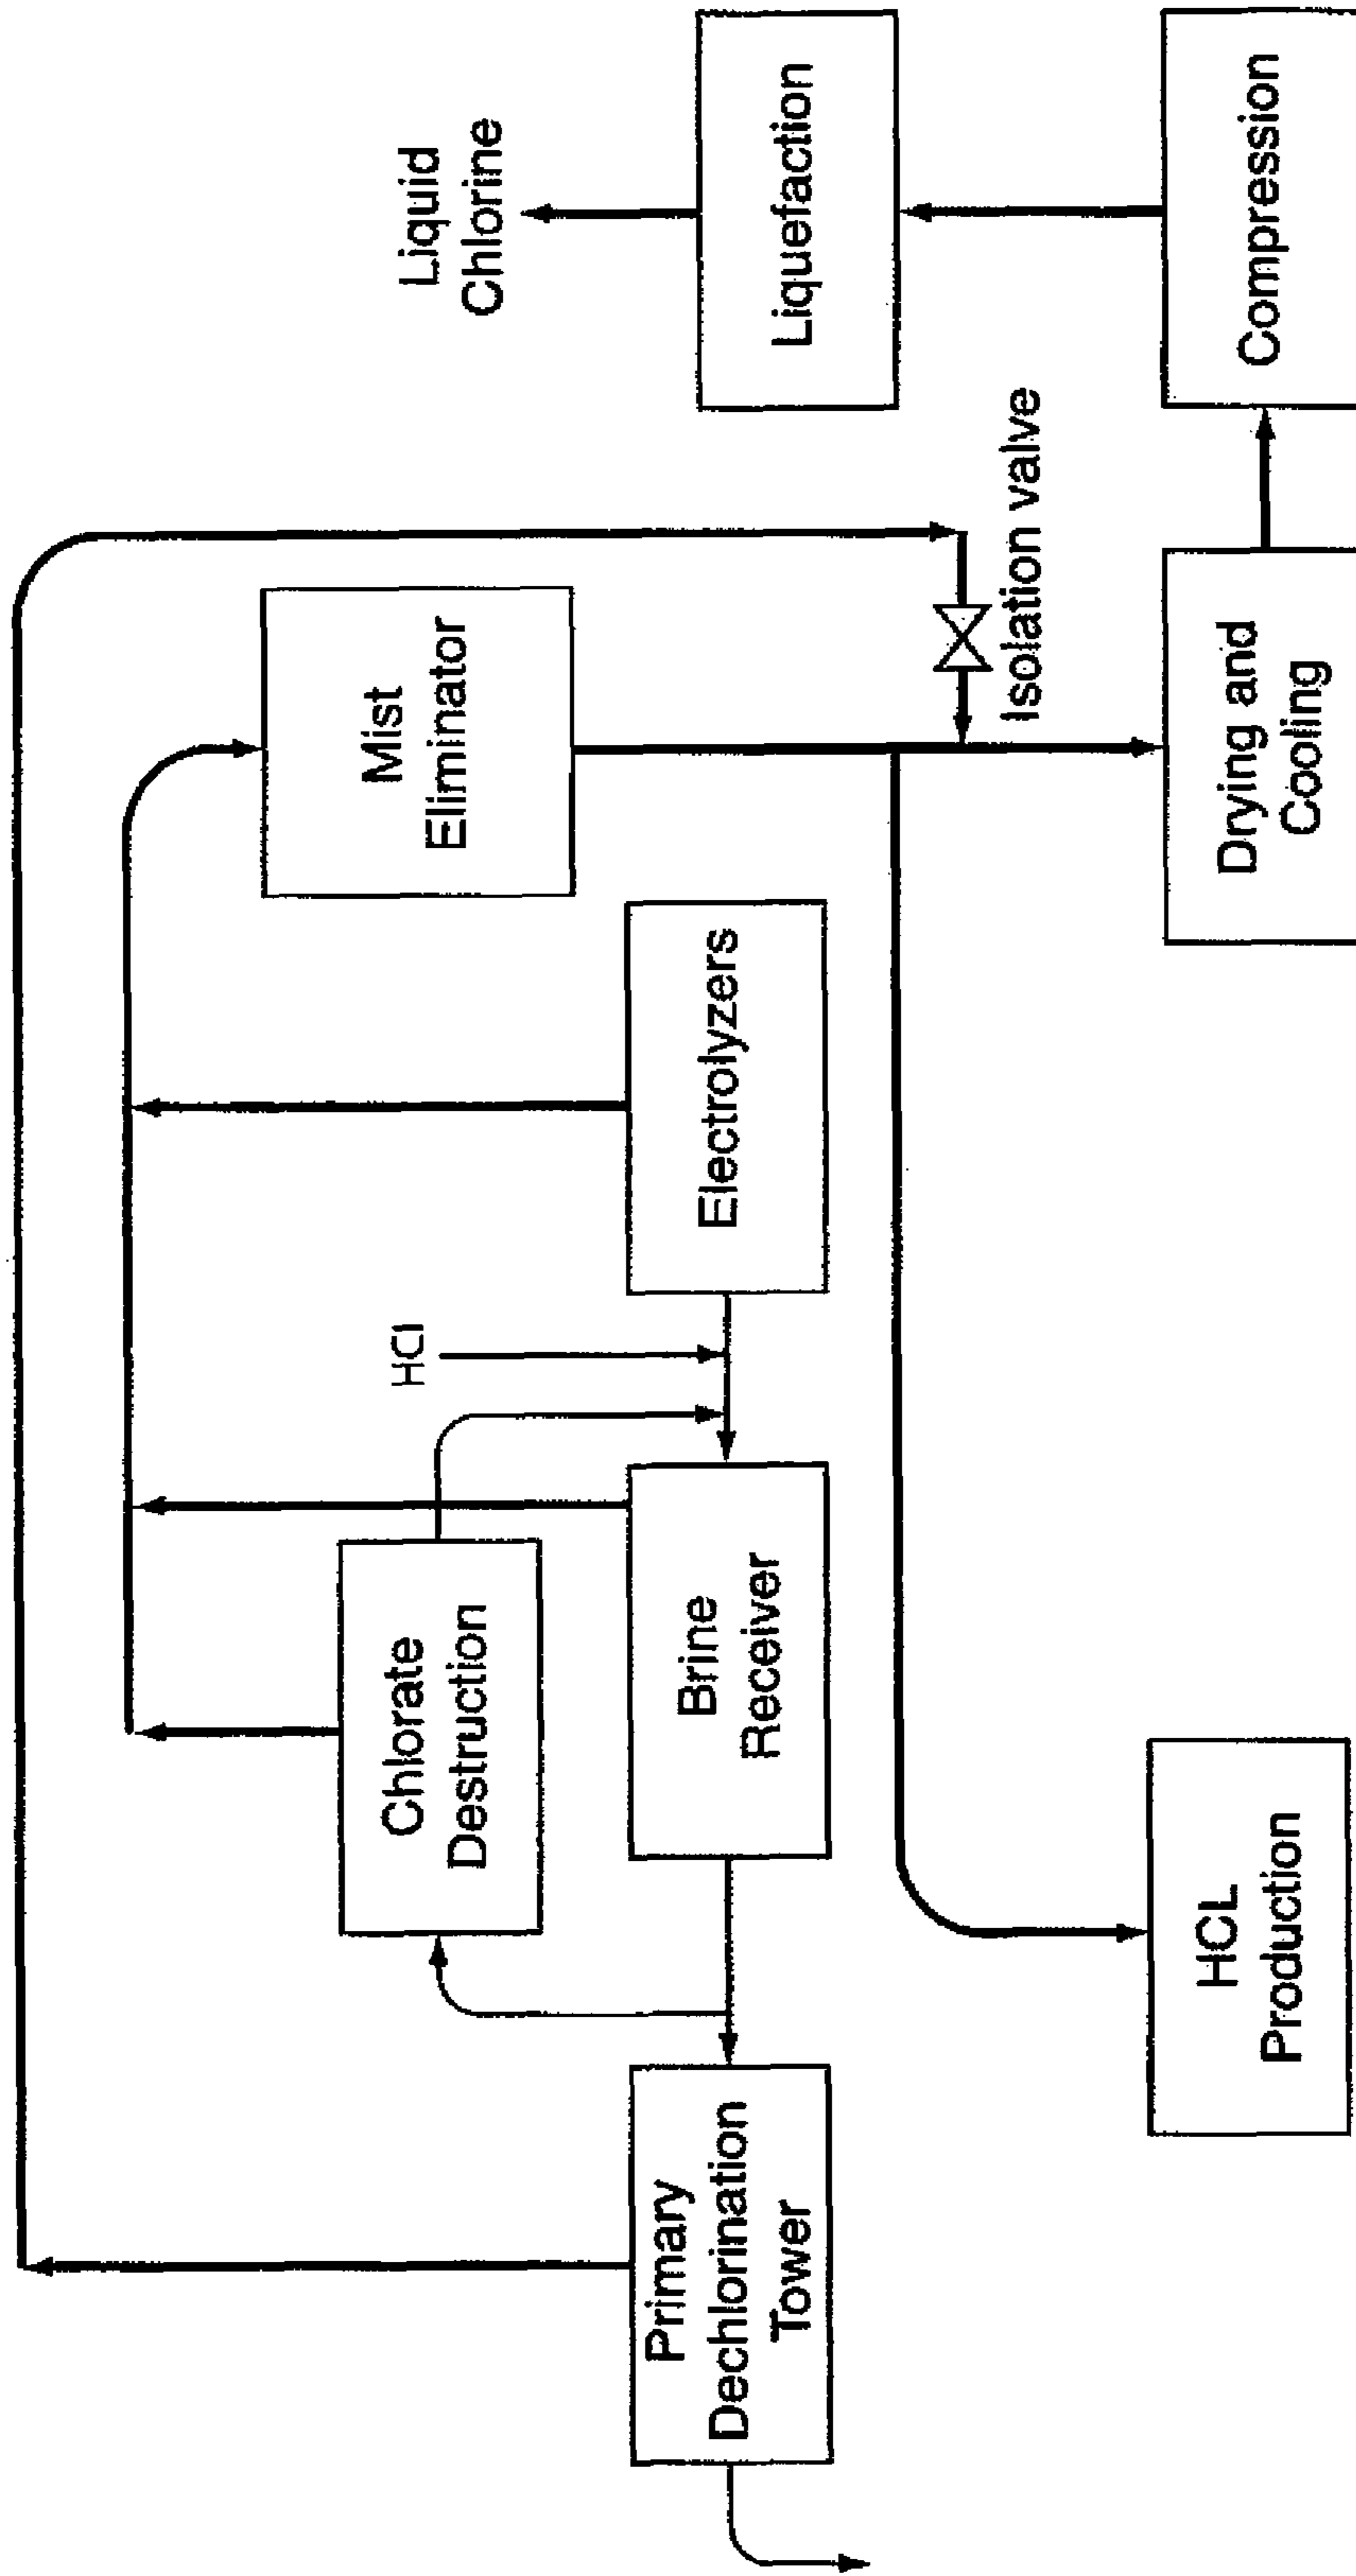 Liquid
Chlorine
Liquefaction
Compression
Isolation valve
Mist
Eliminator
Drying and
Cooling
Electrolyzers
HCl
Chlorate
Destruction
Brine
Receiver
HCL
Production
Primary
Dechlorination
Tower